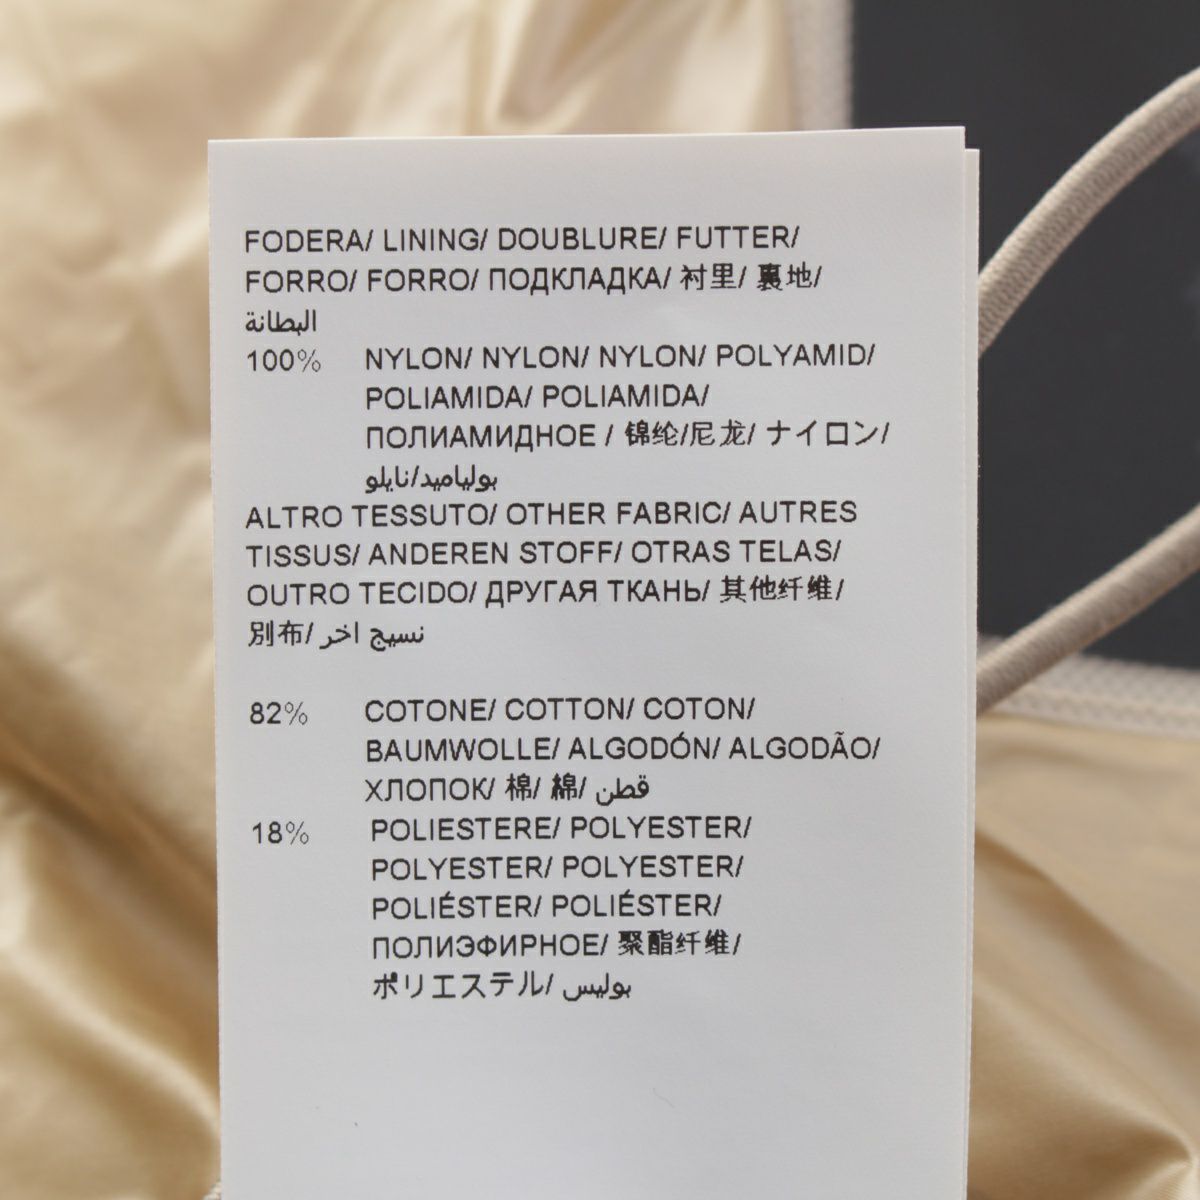 FODERA/ LINING/ DOUBLURE/ FUTTER/
FORRO/ FORRO/ ПОДКЛАДКА/ 衬里/ 裏地/
البطانة
100% NYLON/ NYLON/ NYLON/ POLYAMID/
POLIAMIDA/ POLIAMIDA/
ПОЛИАМИДНОЕ / 锦纶/尼龙/ ナイロン/
بولياميد/نايلو
ALTRO TESSUTO/ OTHER FABRIC/ AUTRES
TISSUS/ ANDEREN STOFF/ OTRAS TELAS/
OUTRO TECIDO/ ДРУГАЯ ТКАНЬ/ 其他纤维/
別布/ نسيج اخر
82% COTONE/ COTTON/ COTON/
BAUMWOLLE/ ALGODÓN/ ALGODÃO/
ХЛОПОК/ 棉/ 綿/ قطن
18% POLIESTERE/ POLYESTER/
POLYESTER/ POLYESTER/
POLIÉSTER/ POLIÉSTER/
ПОЛИЭФИРНОЕ/ 聚酯纤维/
ポリエステル/ بوليس